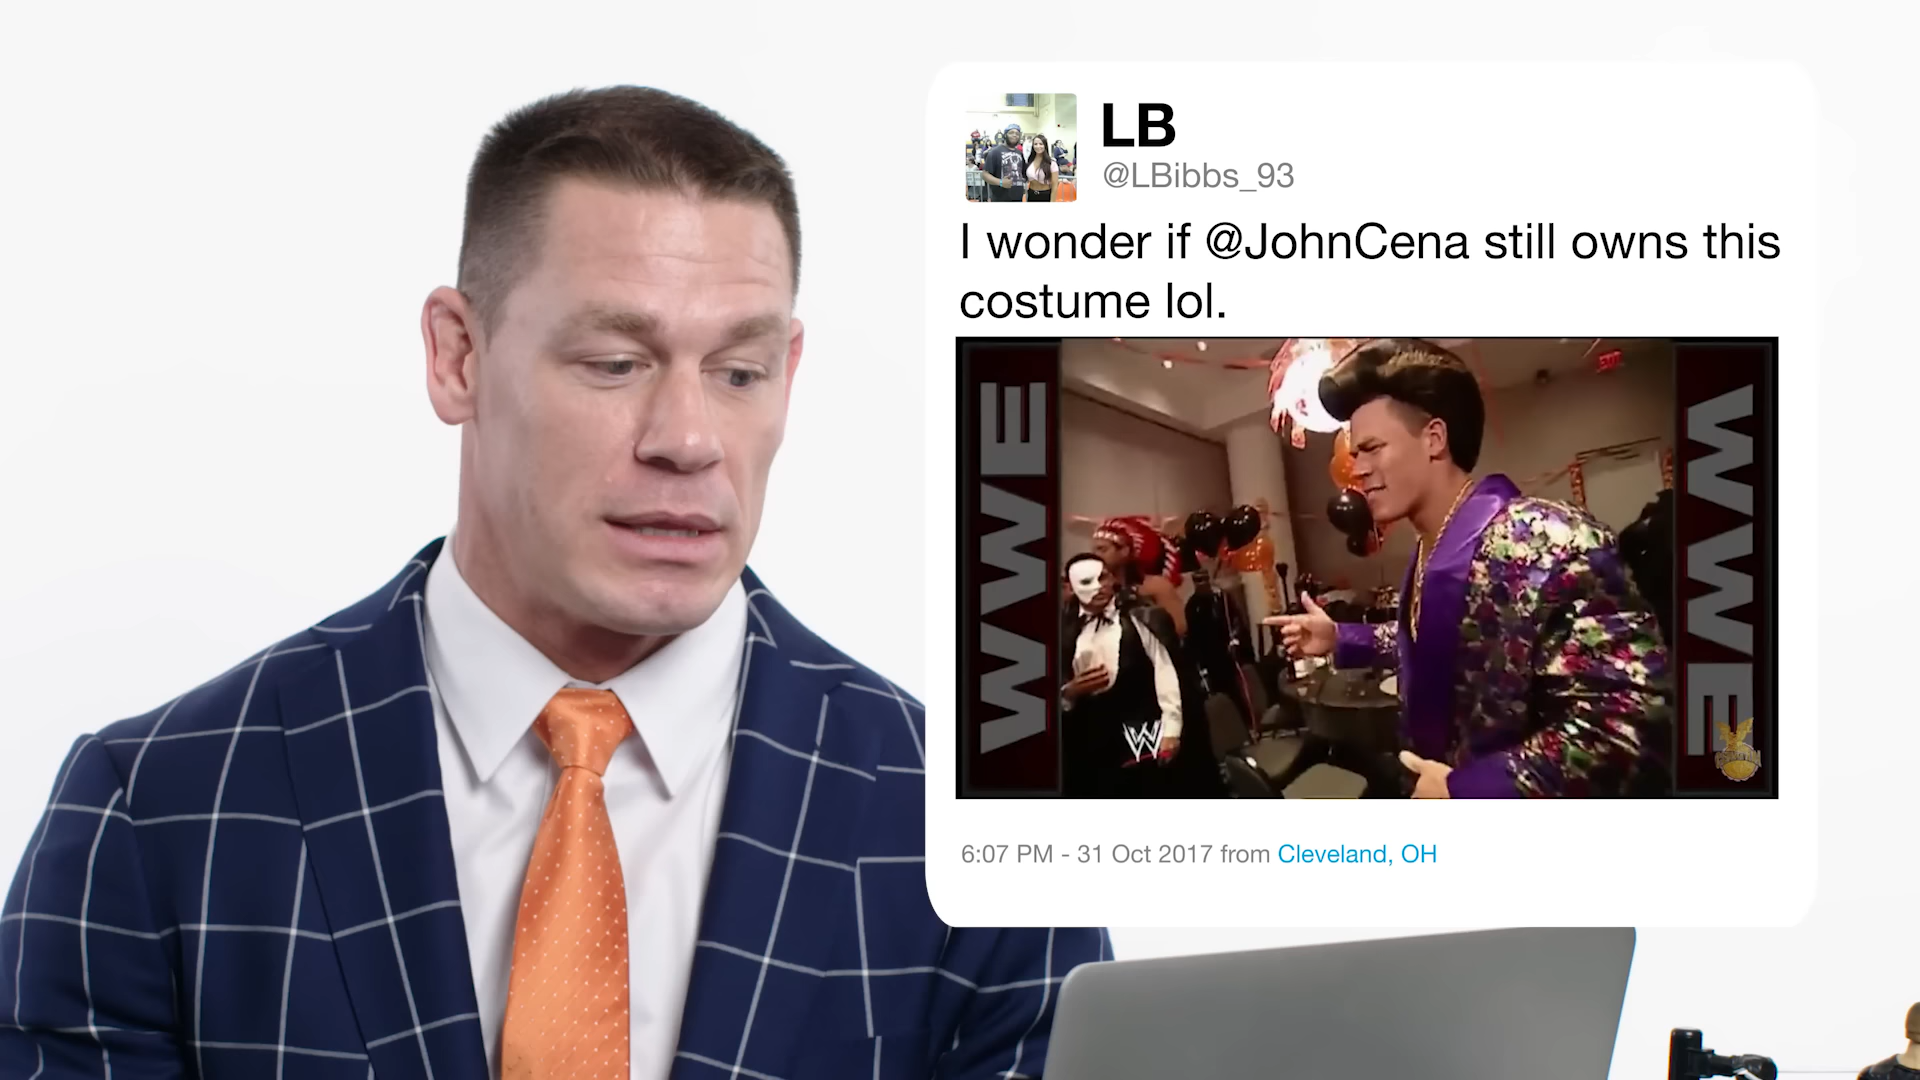 LB
@LBibbs_93
I wonder if @JohnCena still owns this
costume lol.
WWE
WWE
EXIT
W
6:07 PM - 31 Oct 2017 from Cleveland, OH